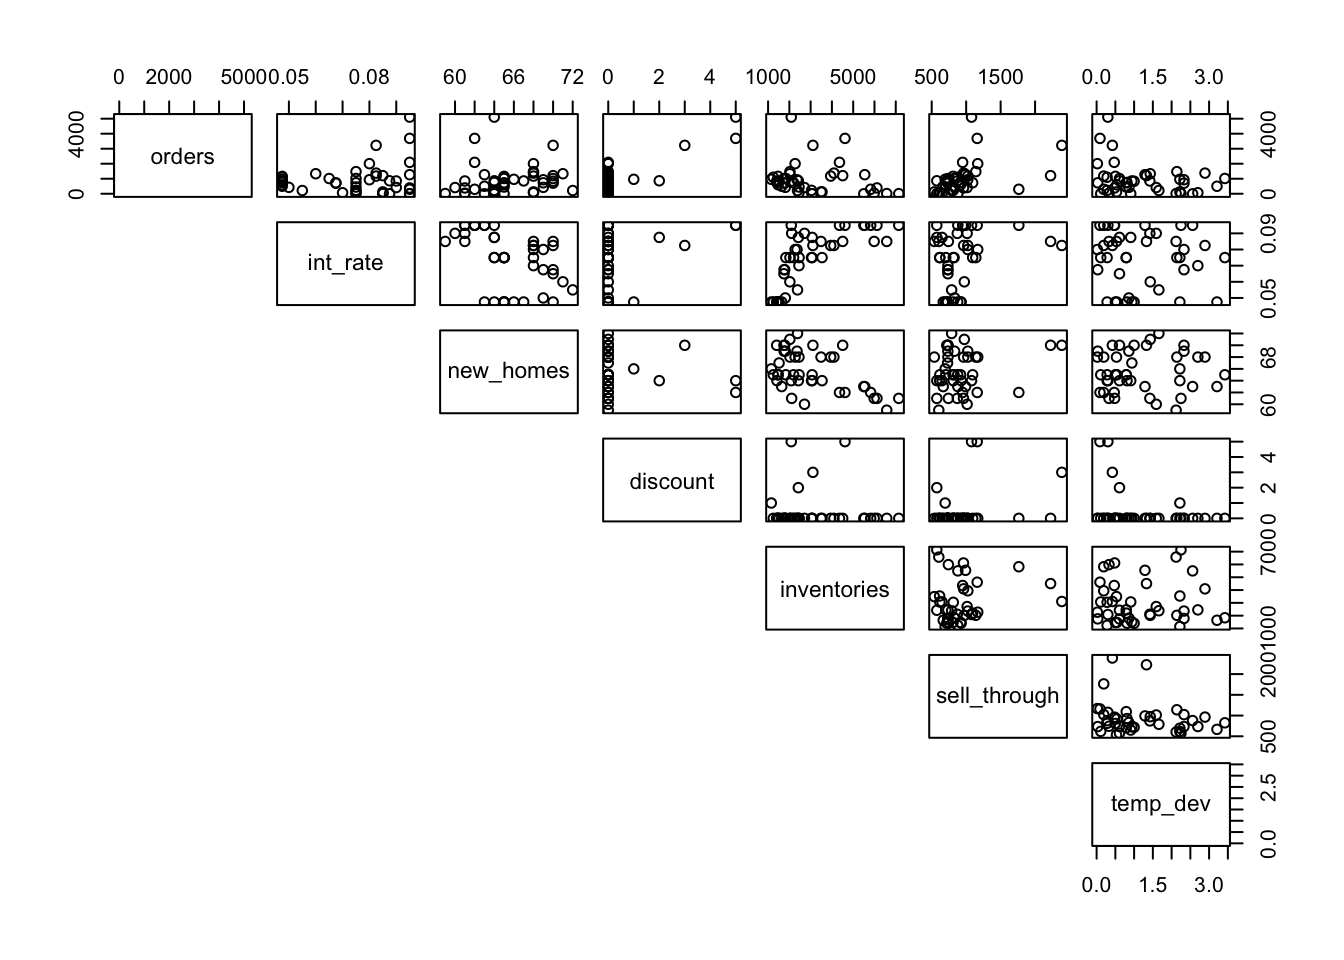 0 2000 5000 0.05 0.08 60 66 72 0 2 4 1000 5000 500 1500 0.0 1.5 3.0
0 4000 orders 0 4000
int_rate 0.05 0.09
new_homes 60 68
discount 0 2 4
inventories 1000 7000
sell_through 500 2000
temp_dev 0.0 2.5
0.0 1.5 3.0